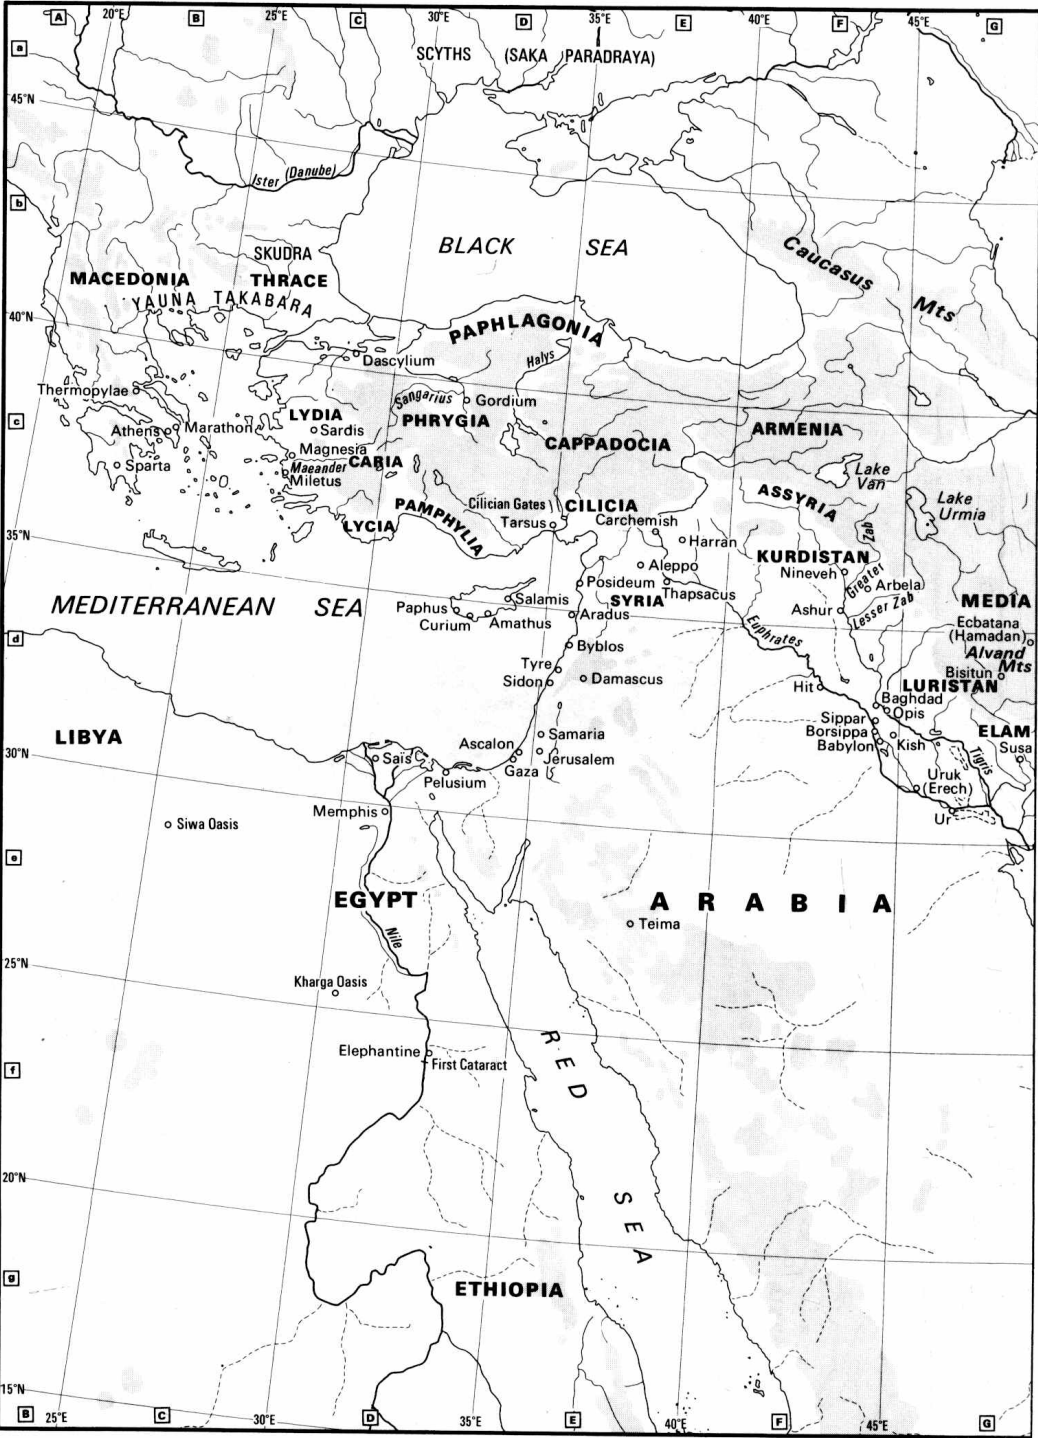 A 20°E B 25°E C 30°E D 35°E E 40°E F 45°E G
a
SCYTHS (SAKA PARADRAYA)
45°N
Ister (Danube)
b
BLACK SEA
SKUDRA
Caucasus Mts
MACEDONIA THRACE
YAUNA TAKABARA
40°N
PAPHLAGONIA
Halys
Dascylium
Thermopylae
Sangarius
Gordium
c
LYDIA
PHRYGIA
Athens Marathon
Sardis
CAPPADOCIA
ARMENIA
Magnesia
Sparta
Maeander
CARIA
Miletus
Lake
Van
ASSYRIA
Lake
Urmia
LYCIA
PAMPHYLIA
Cilician Gates
CILICIA
Tarsus
Carchemish
35°N
Harran
Greater Zab
KURDISTAN
Nineveh
Aleppo
Posideum
Arbela
Thapsacus
MEDITERRANEAN SEA
Salamis
SYRIA
Paphus
Curium
Amathus
Aradus
Ashur
Lesser Zab
MEDIA
Ecbatana
(Hamadan)
d
Euphrates
Byblos
Alvand
Mts
Tyre
Sidon
Damascus
Bisitun
Hit
LURISTAN
Baghdad
Opis
LIBYA
Sippar
Borsippa
Babylon
Kish
ELAM
Susa
Samaria
Ascalon
Jerusalem
Gaza
30°N
Saïs
Pelusium
Tigris
Uruk
(Erech)
Ur
Memphis
Siwa Oasis
e
EGYPT
ARABIA
Teima
Nile
25°N
Kharga Oasis
RED SEA
Elephantine
First Cataract
f
20°N
g
ETHIOPIA
15°N
B 25°E C 30°E D 35°E E 40°E F 45°E G